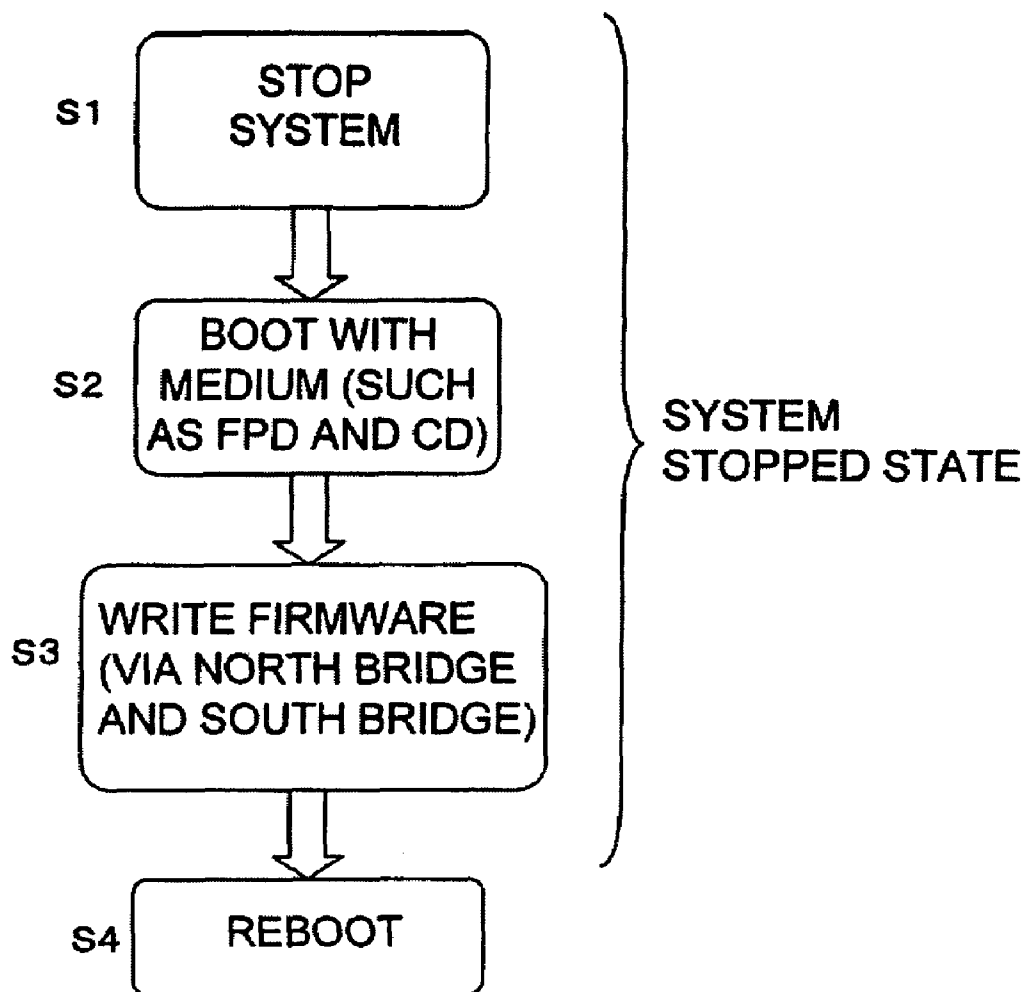 S1
STOP
SYSTEM
S2
BOOT WITH
MEDIUM (SUCH
AS FPD AND CD)
SYSTEM
STOPPED STATE
S3
WRITE FIRMWARE
(VIA NORTH BRIDGE
AND SOUTH BRIDGE)
S4
REBOOT